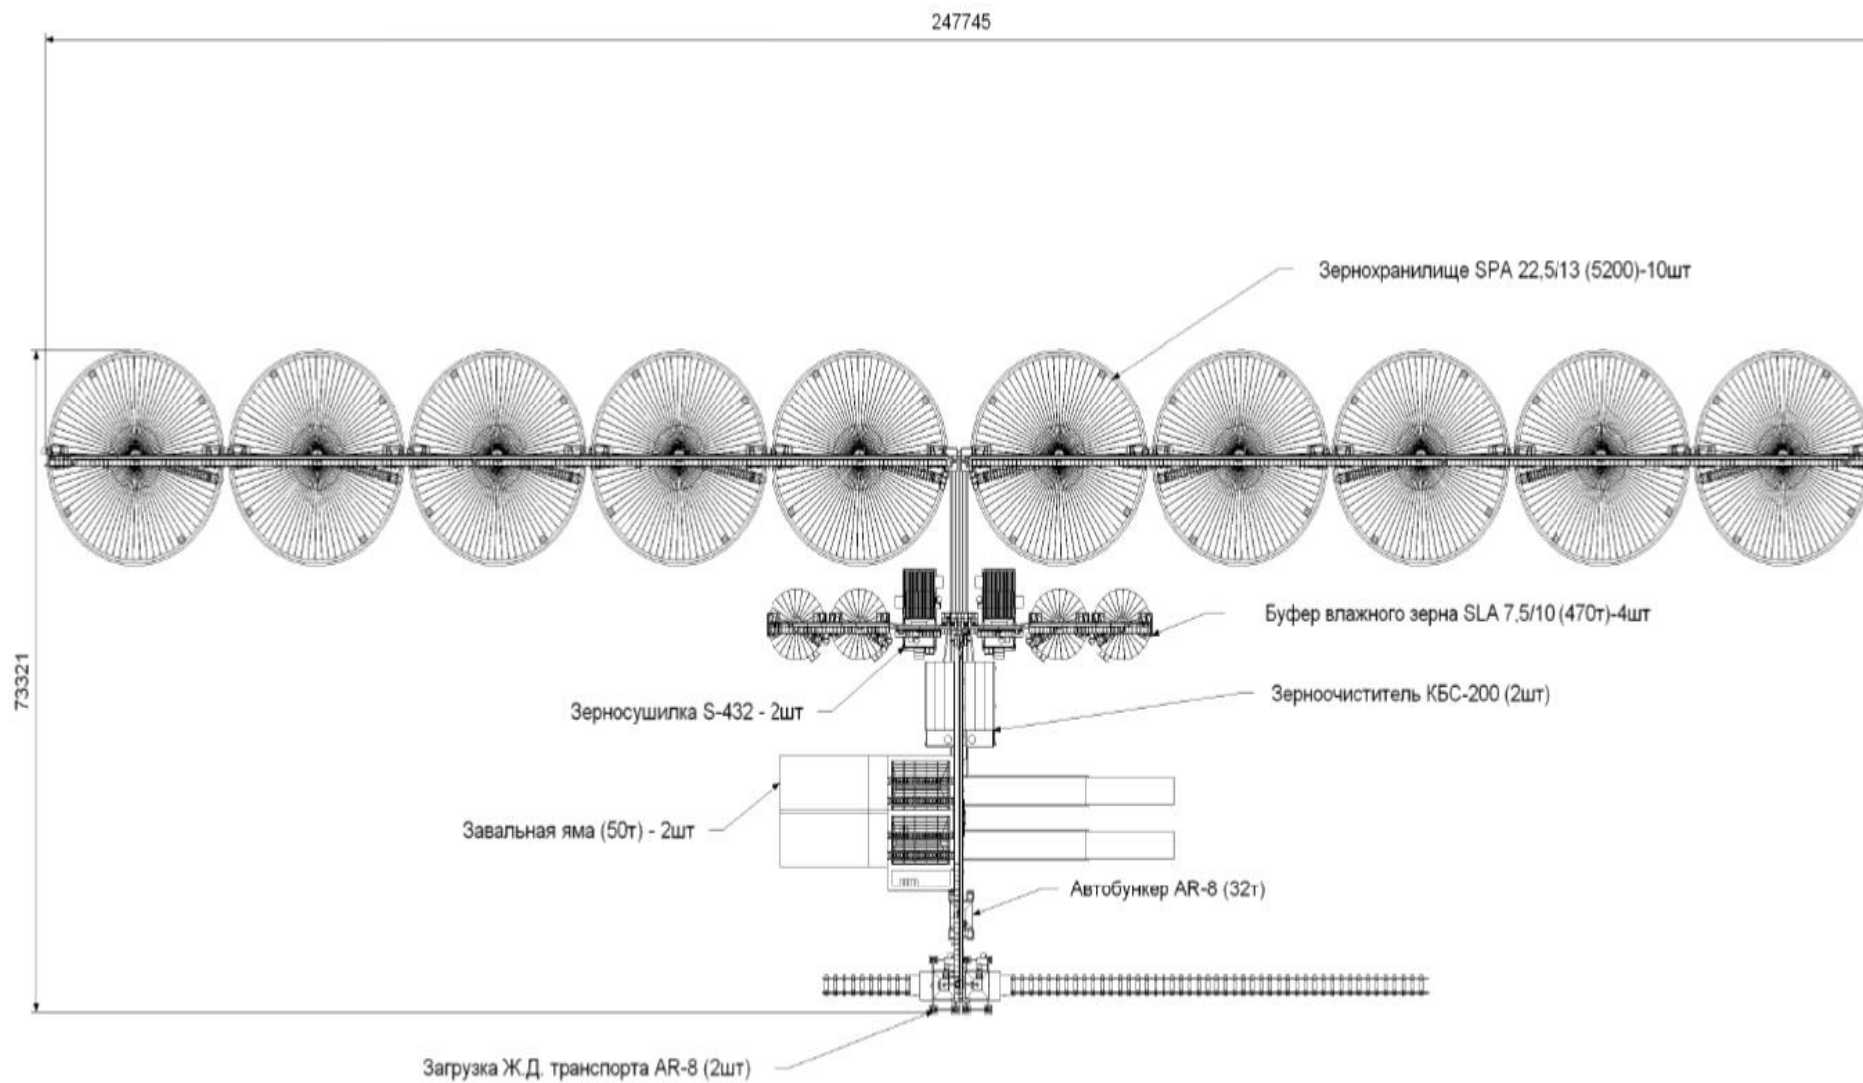 247745
Зернохранилище SPA 22,5/13 (5200)-10шт
Буфер влажного зерна SLA 7,5/10 (470т)-4шт
73321
Зерноочиститель КБС-200 (2шт)
Зерносушилка S-432 - 2шт
Завальная яма (50т) - 2шт
Автобункер AR-8 (32т)
Загрузка Ж.Д. транспорта AR-8 (2шт)